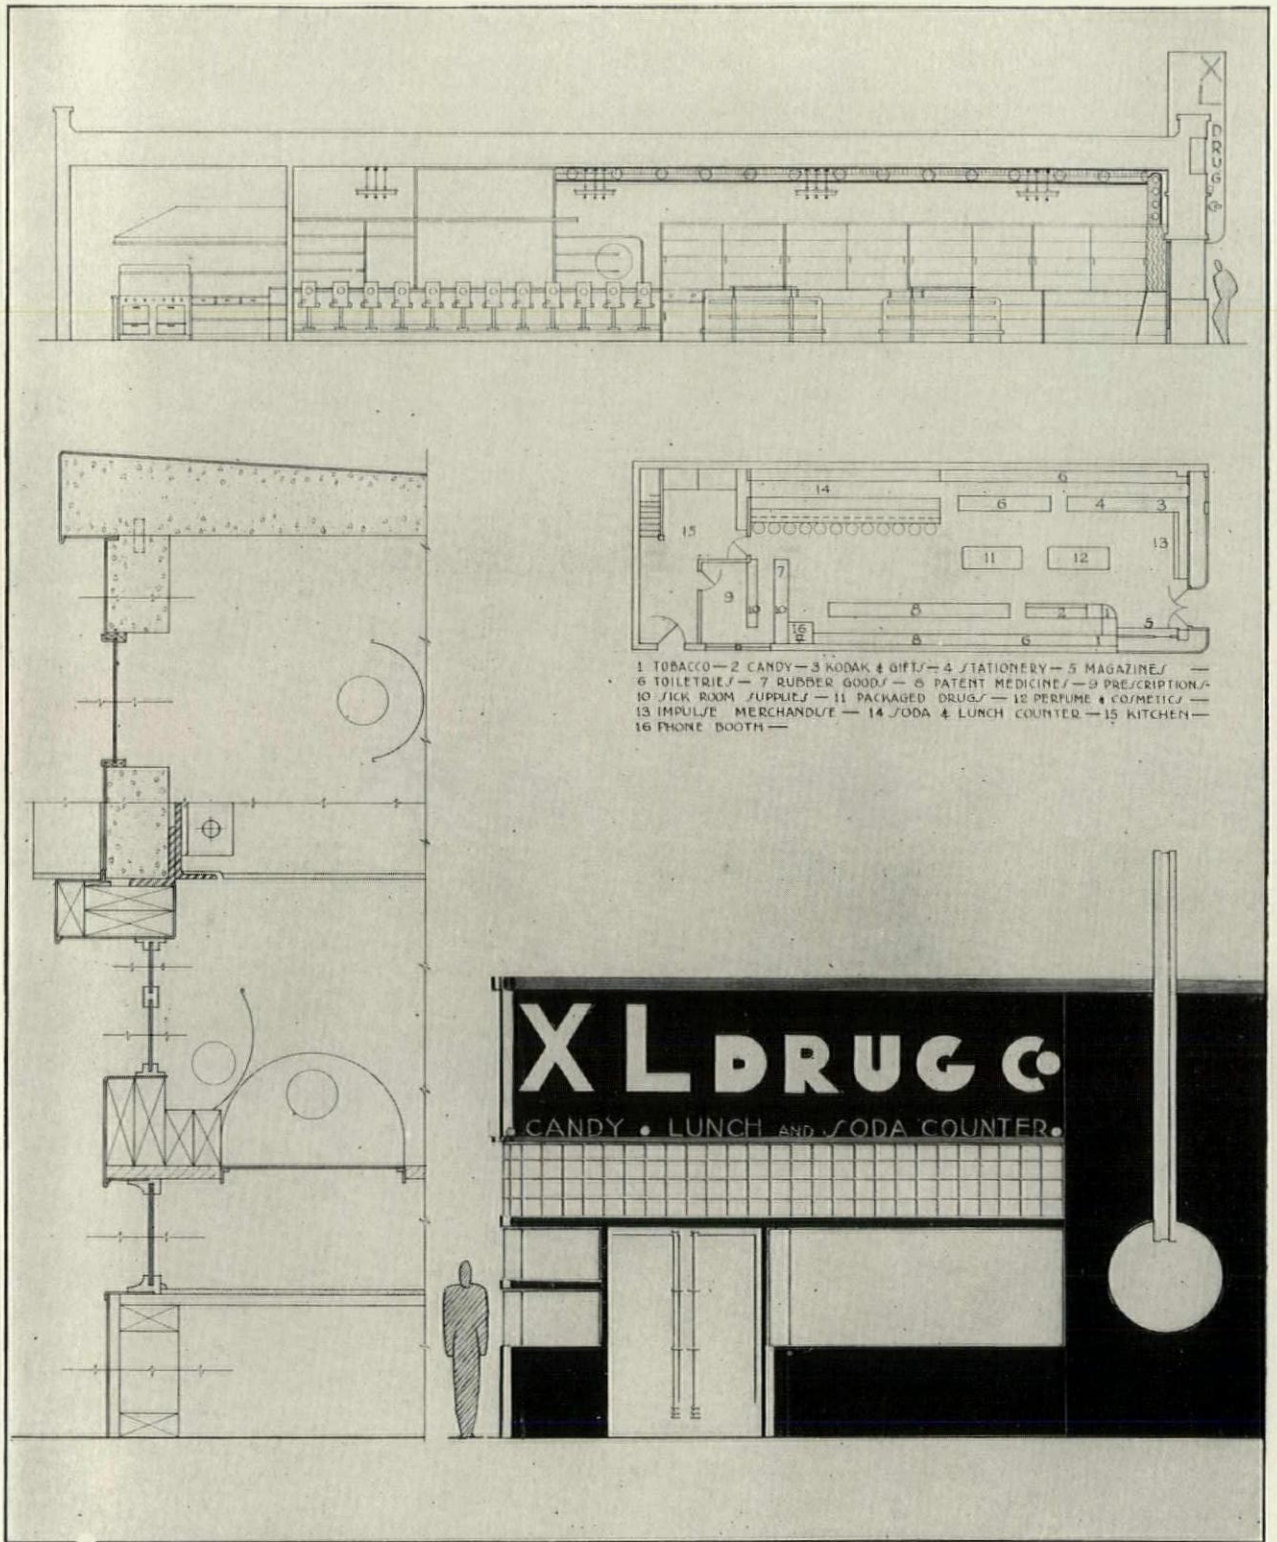 XL
DRUG Co
14
6
15
6
4
3
13
11
12
7
9
10
10
8
2
1
16
8
6
5
1 TOBACCO — 2 CANDY — 3 KODAK & GIFTS — 4 STATIONERY — 5 MAGAZINES —
6 TOILETRIES — 7 RUBBER GOODS — 8 PATENT MEDICINES — 9 PRESCRIPTIONS-
10 SICK ROOM SUPPLIES — 11 PACKAGED DRUGS — 12 PERFUME & COSMETICS —
13 IMPULSE MERCHANDISE — 14 SODA & LUNCH COUNTER — 15 KITCHEN —
16 PHONE BOOTH —
XL DRUG Co.
CANDY . LUNCH AND SODA COUNTER.